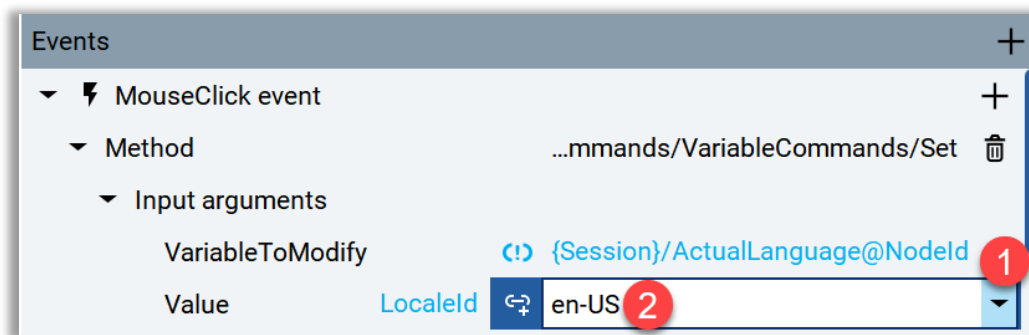 Events
MouseClick event
Method ...mmands/VariableCommands/Set
Input arguments
VariableToModify {Session}/ActualLanguage@NodeId 1
Value LocaleId en-US 2